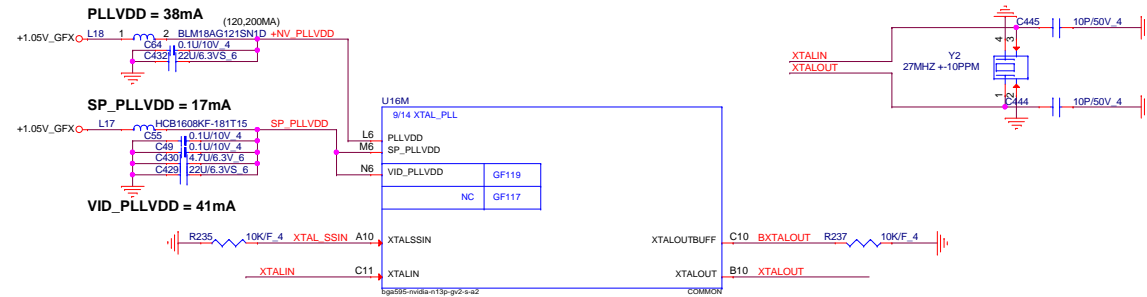 PLLVDD = 38mA
(120,200MA)
+1.05V_GFX L18 1 2 BLM18AG121SN1D +NV_PLLVDD
C64 0.1U/10V_4
C432 22U/6.3VS_6
SP_PLLVDD = 17mA
+1.05V_GFX L17 HCB1608KF-181T15 SP_PLLVDD
C55 0.1U/10V_4
C49 0.1U/10V_4
C430 4.7U/6.3V_6
C429 22U/6.3VS_6
VID_PLLVDD = 41mA
C445 10P/50V_4
4 3
XTALIN
XTALOUT
Y2
27MHZ +-10PPM
1 2
C444 10P/50V_4
U16M
9/14 XTAL_PLL
L6 PLLVDD
M6 SP_PLLVDD
N6 VID_PLLVDD GF119
NC GF117
R235 10K/F_4 XTAL_SSIN A10 XTALSSIN
XTALOUTBUFF C10 BXTALOUT R237 10K/F_4
XTALIN C11 XTALIN
XTALOUT B10 XTALOUT
bga595-nvidia-n13p-gv2-s-a2 COMMON